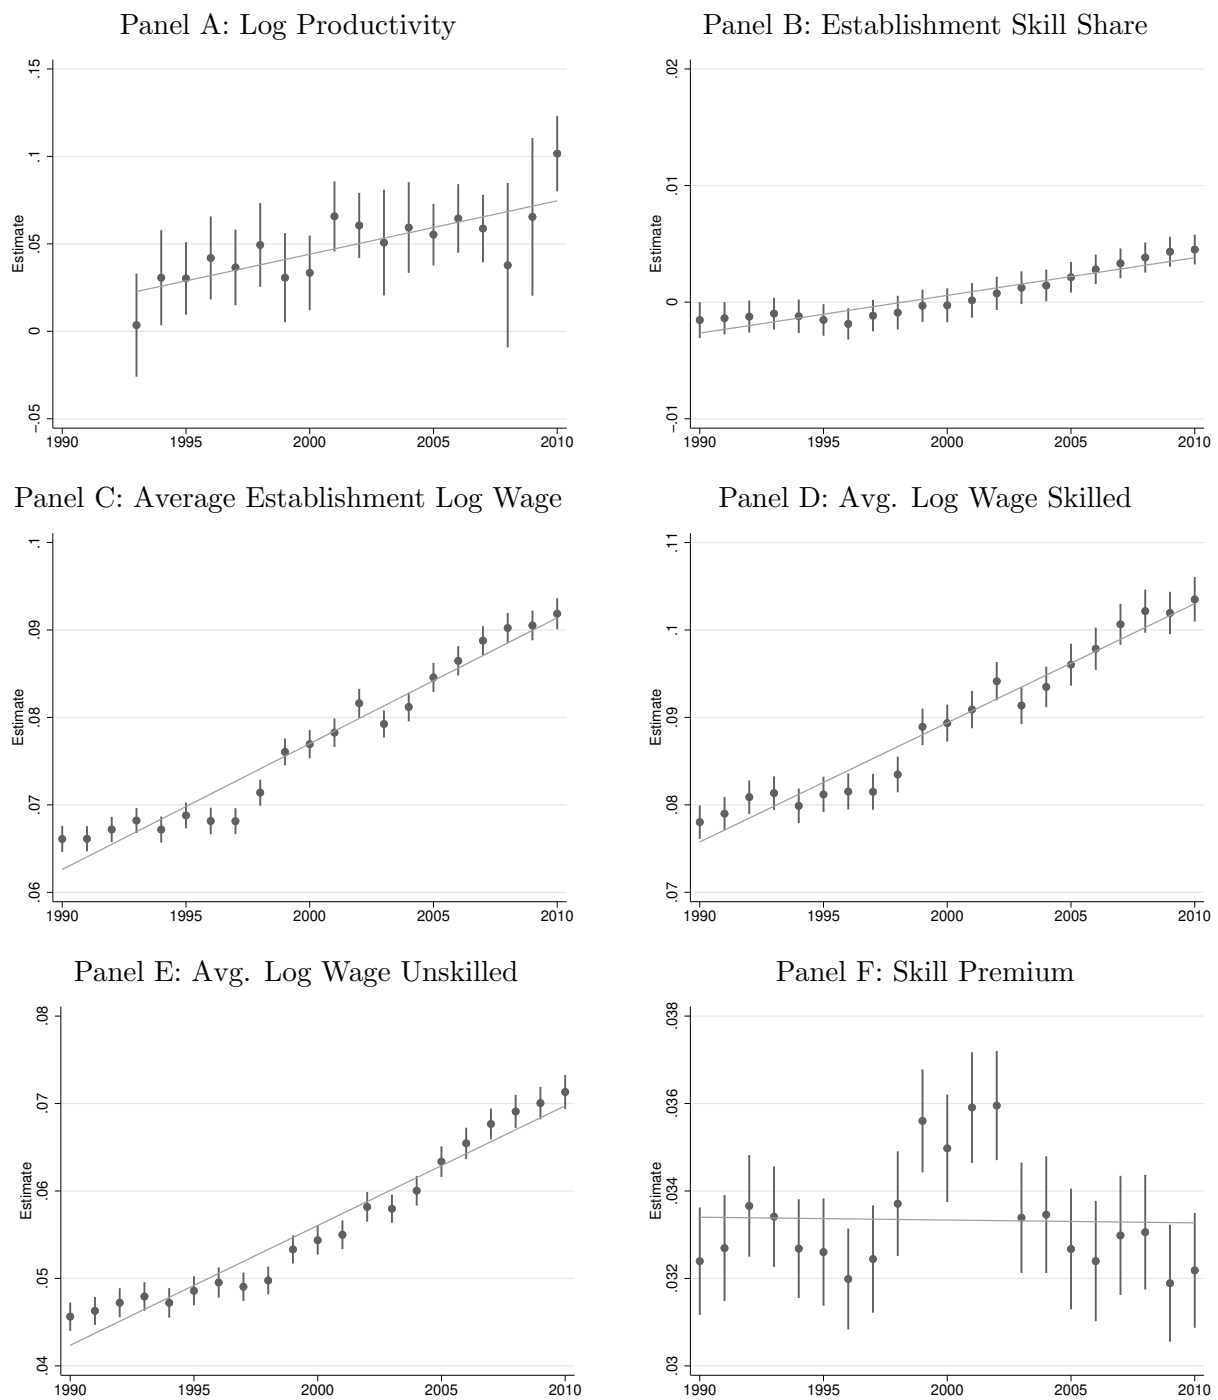 Panel A: Log Productivity
.15
.1
.05
0
-.05
Estimate
1990 1995 2000 2005 2010
Panel B: Establishment Skill Share
.02
.01
0
-.01
Estimate
1990 1995 2000 2005 2010
Panel C: Average Establishment Log Wage
.1
.09
.08
.07
.06
Estimate
1990 1995 2000 2005 2010
Panel D: Avg. Log Wage Skilled
.11
.1
.09
.08
.07
Estimate
1990 1995 2000 2005 2010
Panel E: Avg. Log Wage Unskilled
.08
.07
.06
.05
.04
Estimate
1990 1995 2000 2005 2010
Panel F: Skill Premium
.038
.036
.034
.032
.03
Estimate
1990 1995 2000 2005 2010